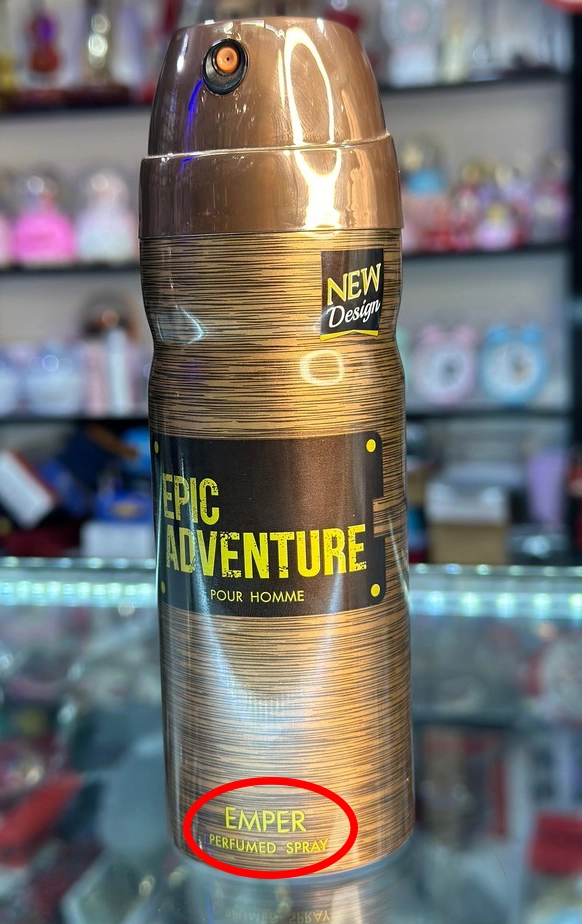 NEW
Design
EPIC
ADVENTURE
POUR HOMME
EMPER
PERFUMED SPRAY